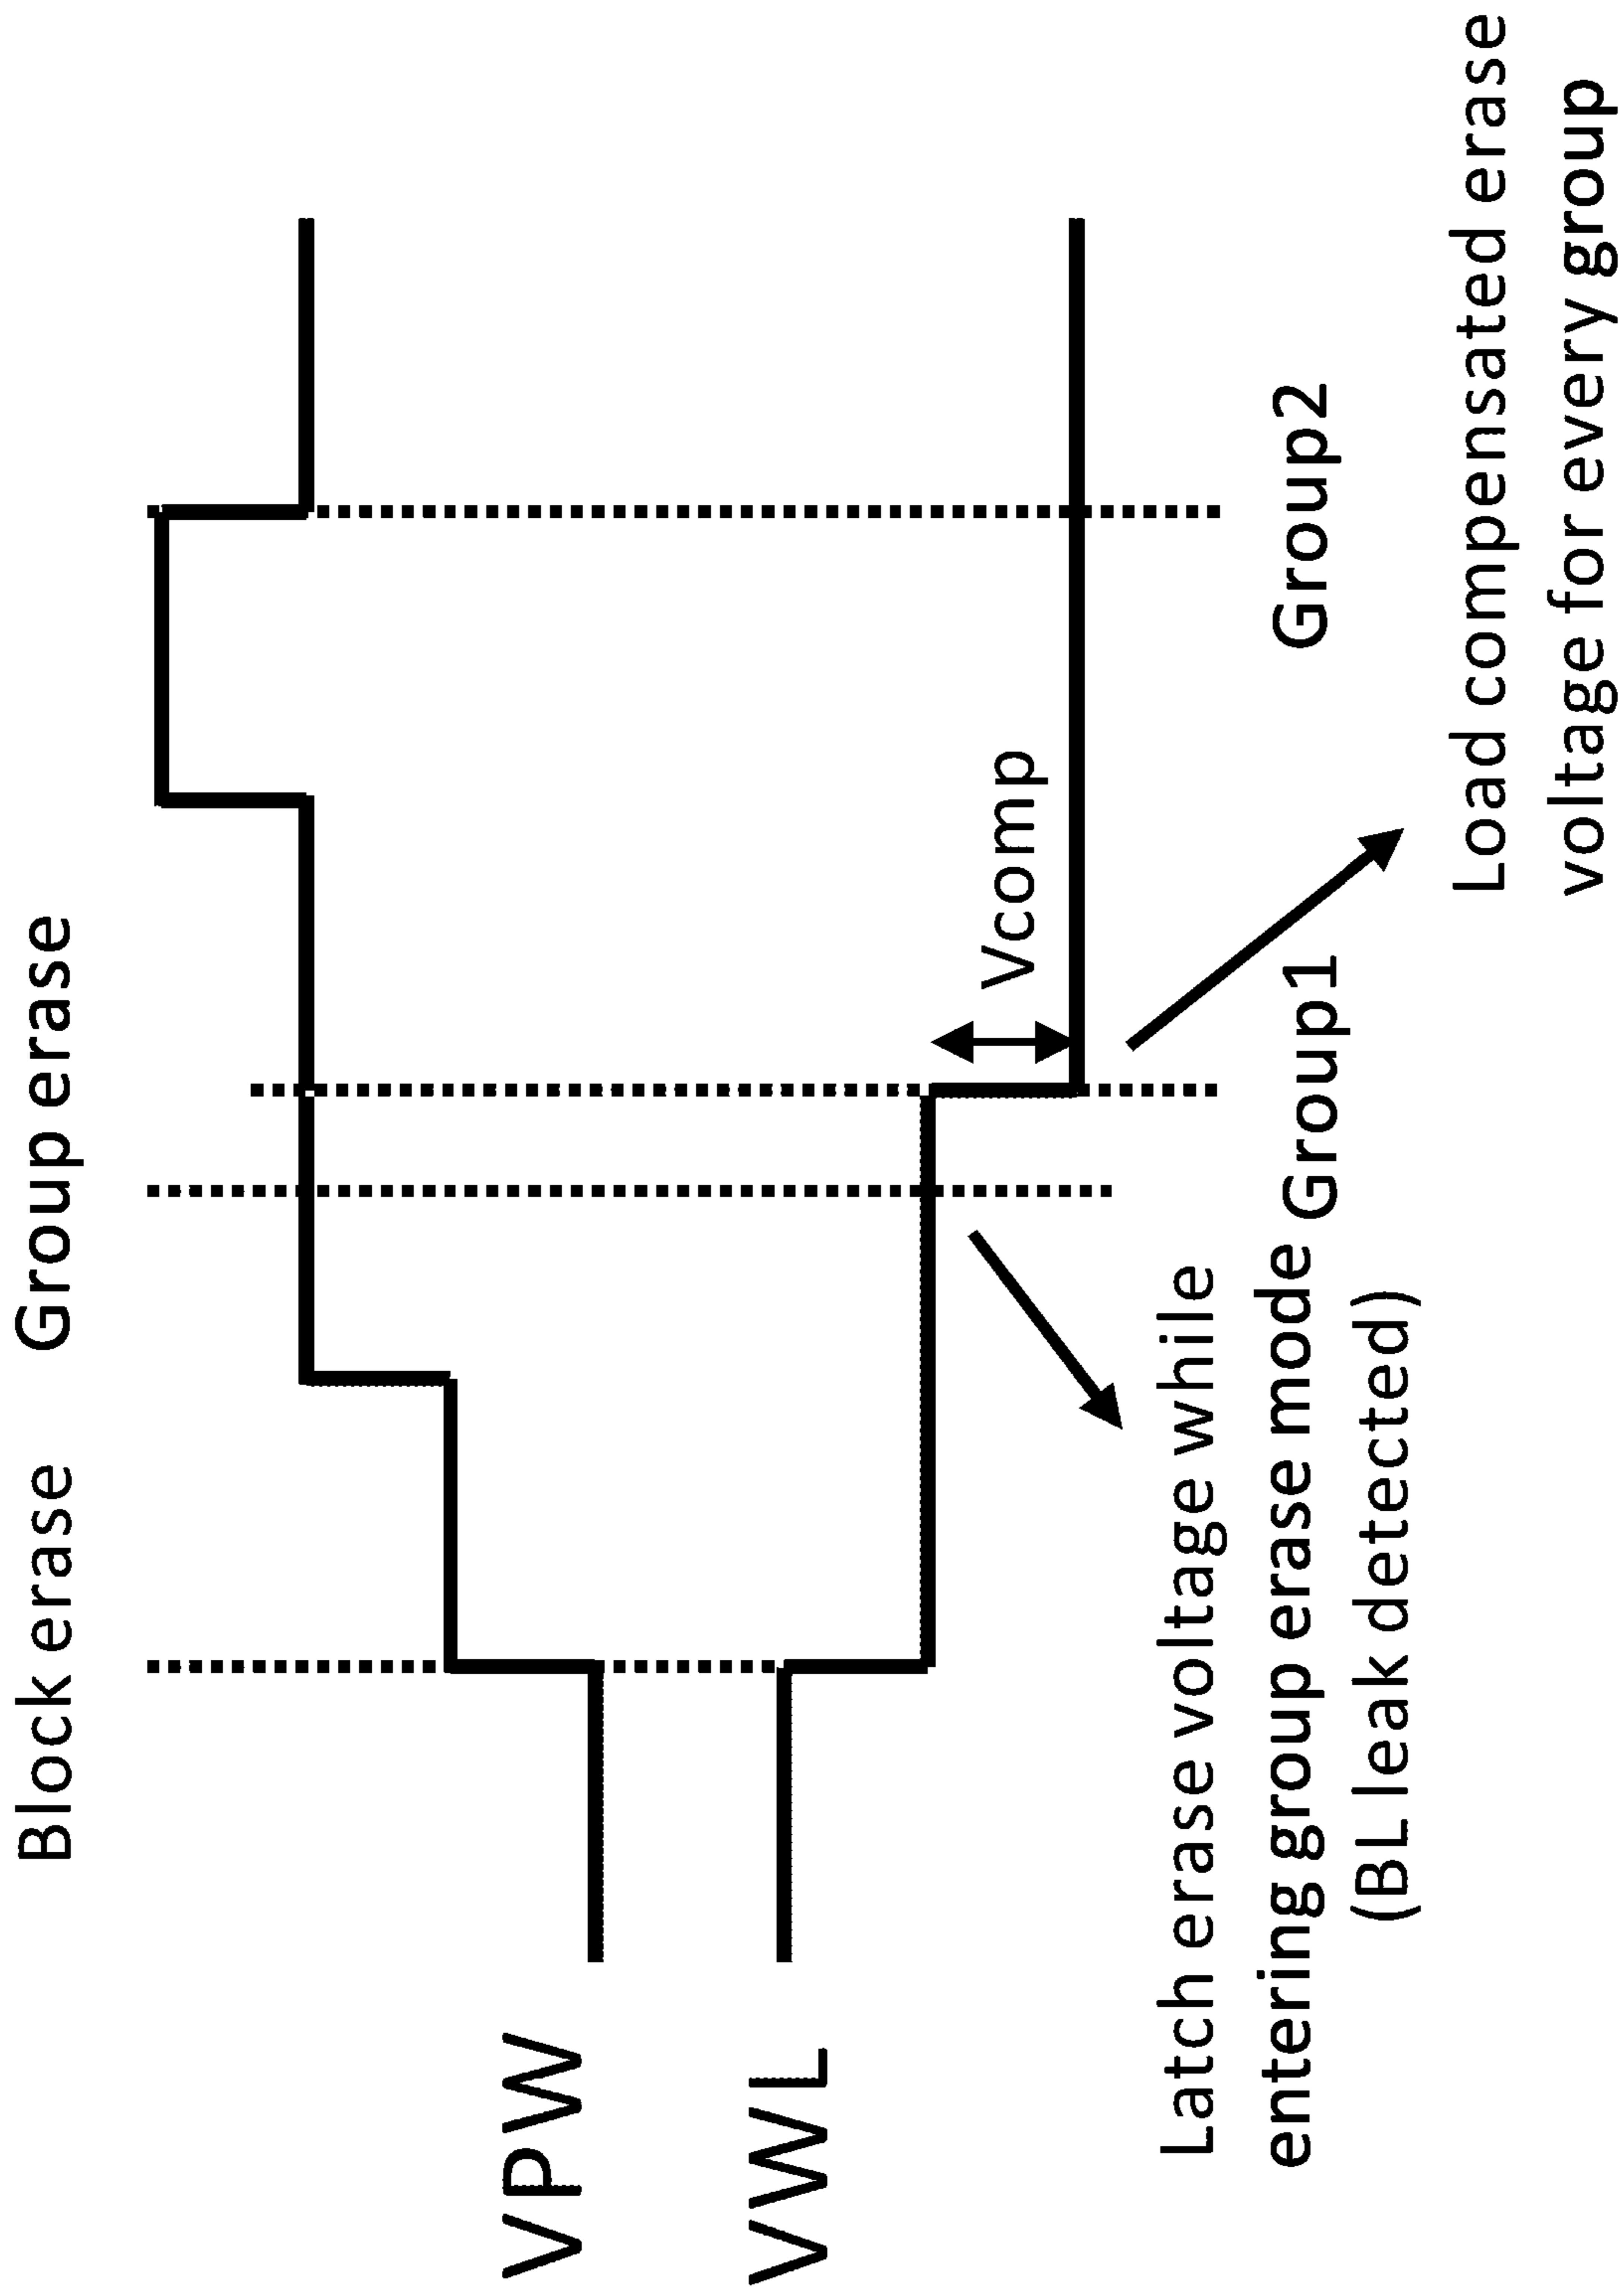 Block erase
Group erase
VPW
VWL
Vcomp
Latch erase voltage while
entering group erase mode
(BL leak detected)
Group1
Group2
Load compensated erase
voltage for every group